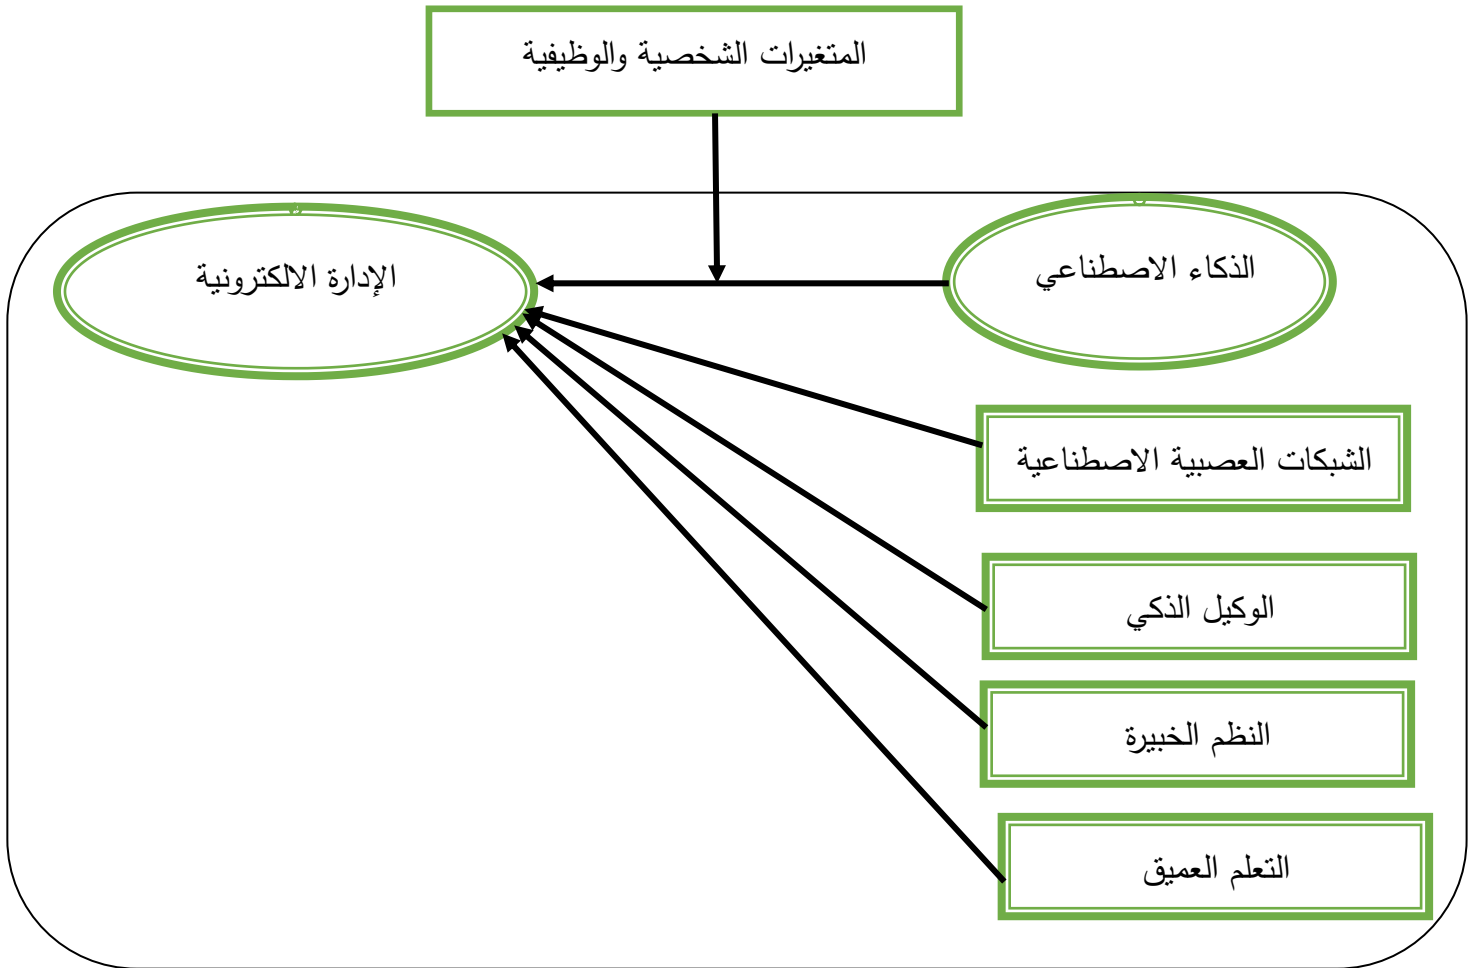 المتغيرات الشخصية والوظيفية
الذكاء الاصطناعي
الإدارة الالكترونية
الشبكات العصبية الاصطناعية
الوكيل الذكي
النظم الخبيرة
التعلم العميق